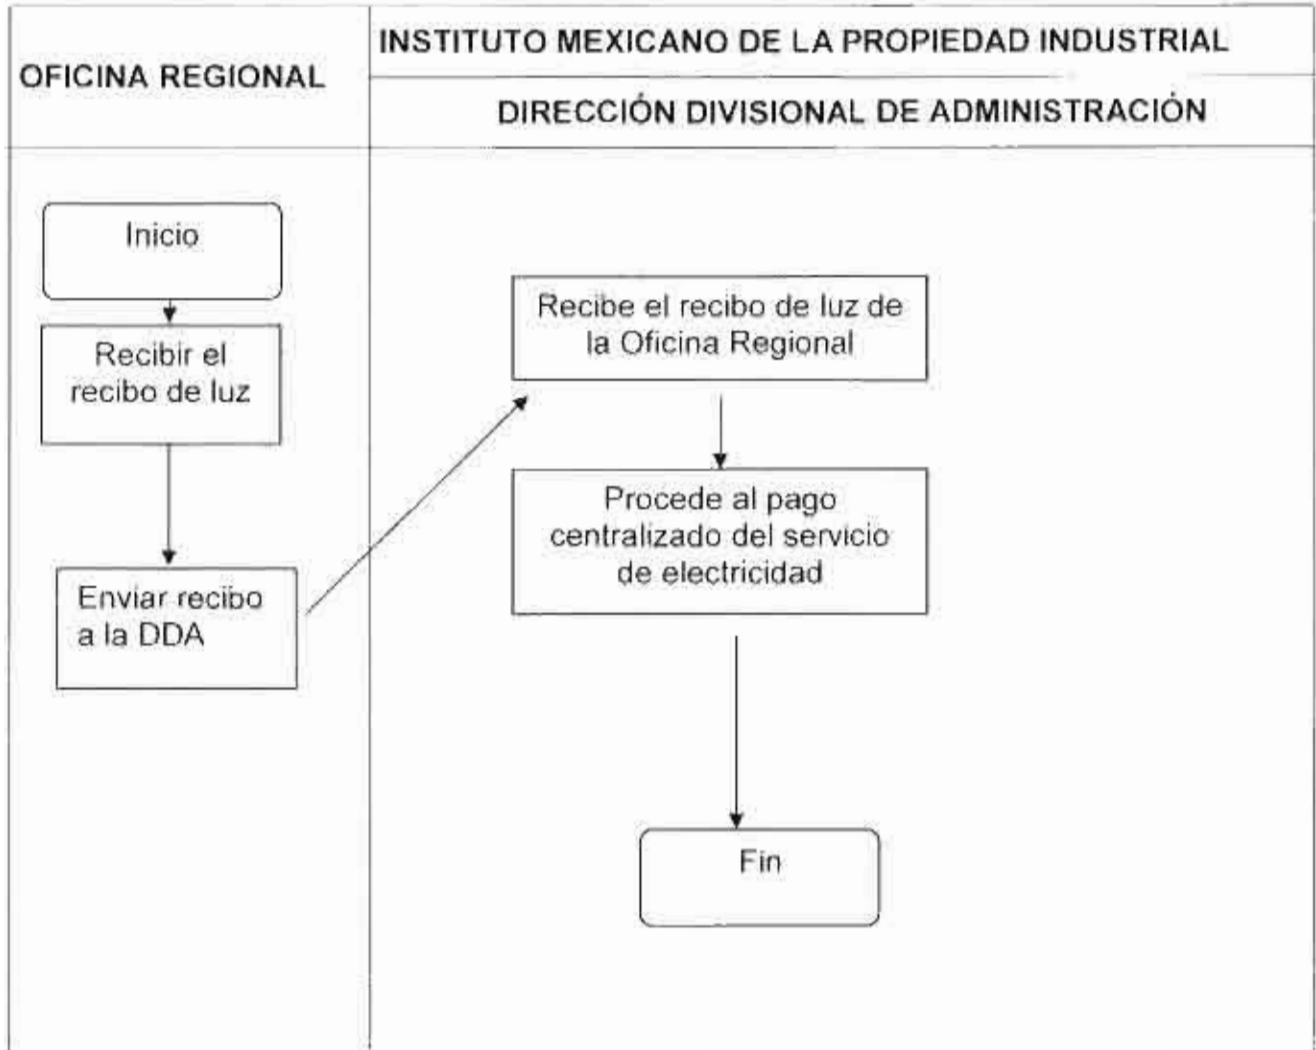 OFICINA REGIONAL
INSTITUTO MEXICANO DE LA PROPIEDAD INDUSTRIAL
DIRECCIÓN DIVISIONAL DE ADMINISTRACIÓN
Inicio
Recibir el
recibo de luz
Enviar recibo
a la DDA
Recibe el recibo de luz de
la Oficina Regional
Procede al pago
centralizado del servicio
de electricidad
Fin